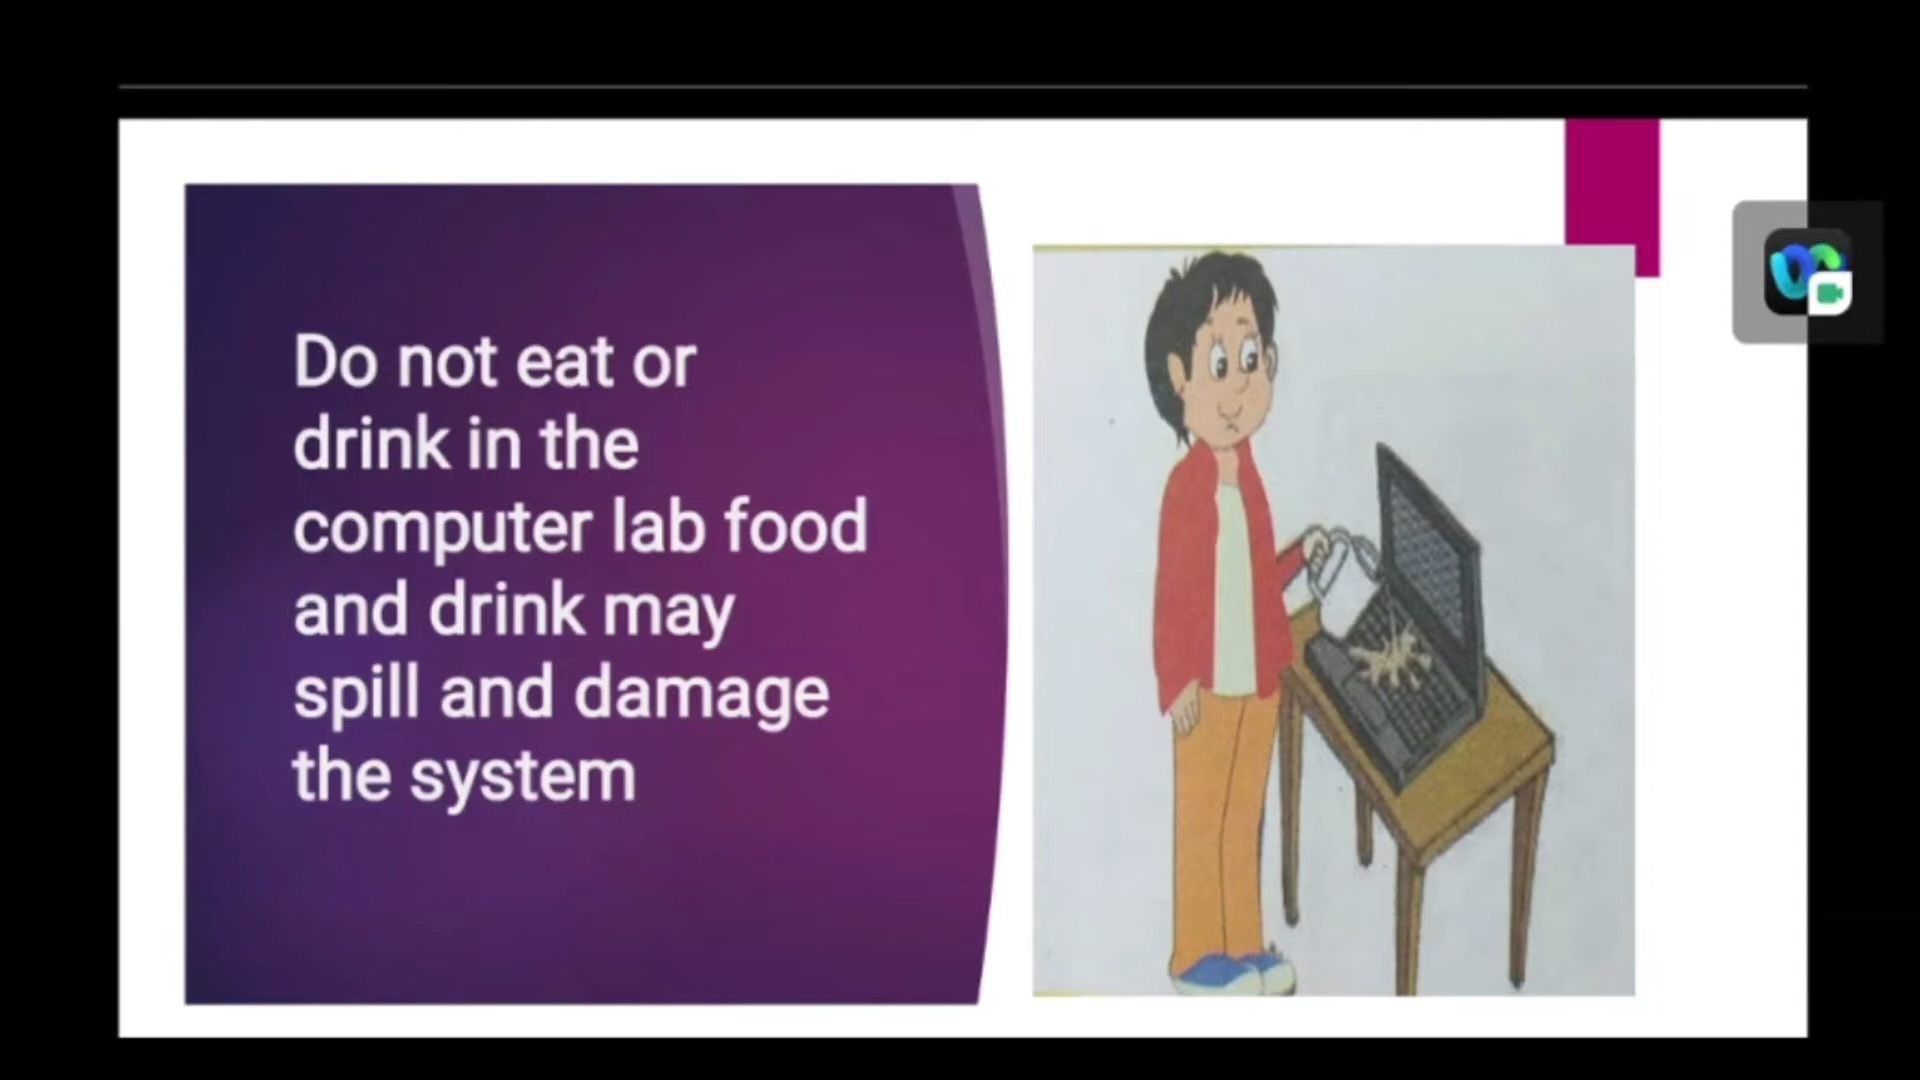 Do not eat or
drink in the
computer lab food
and drink may
spill and damage
the system